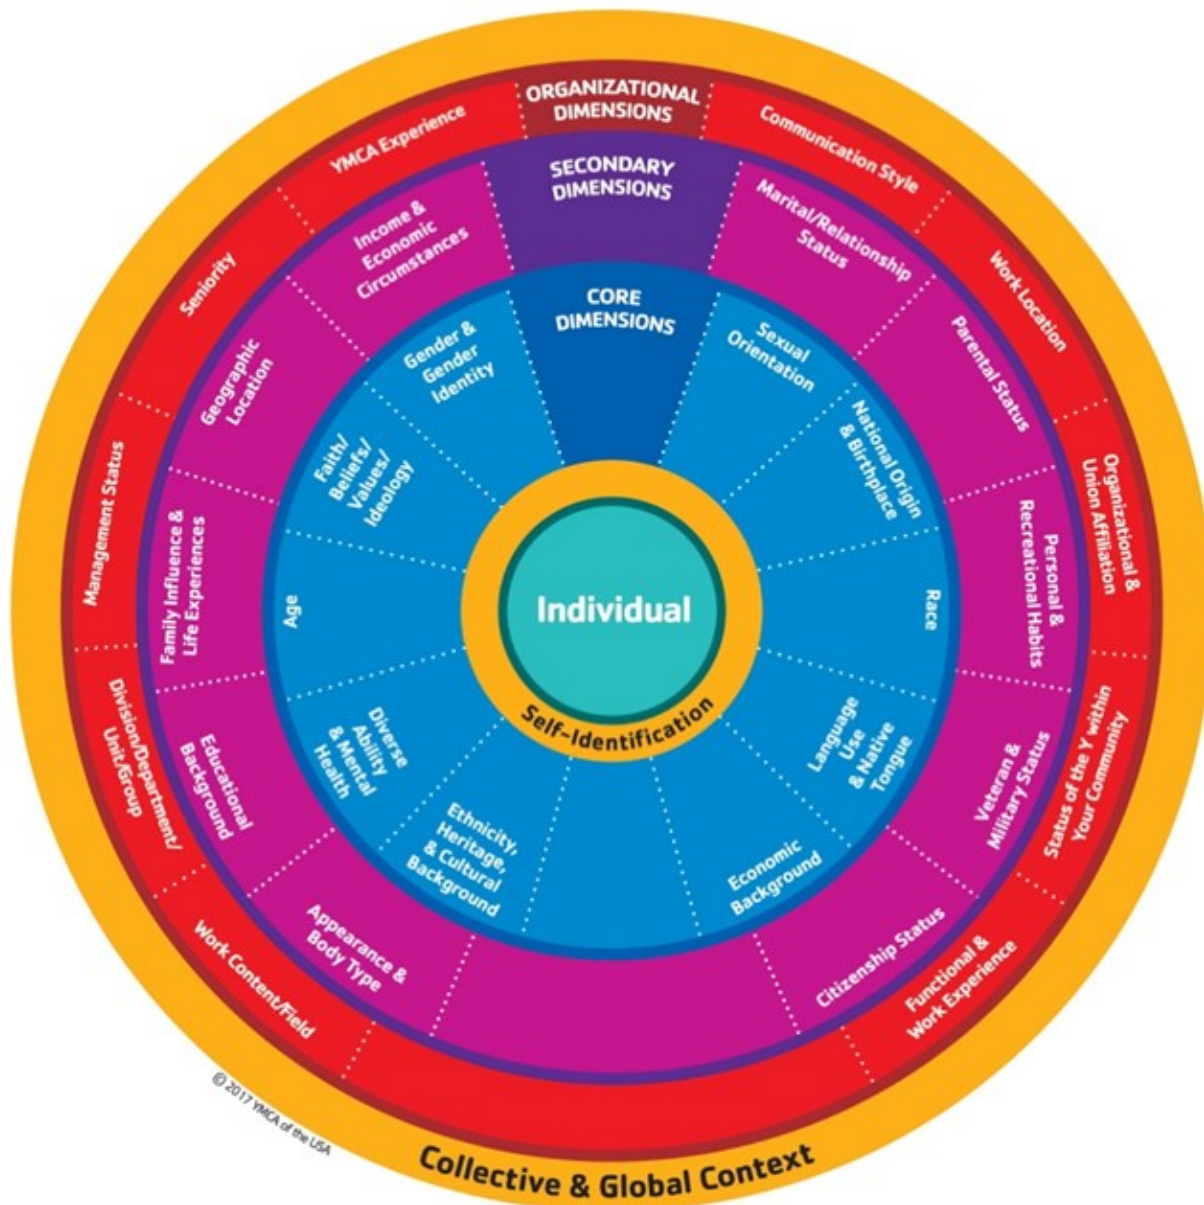 ORGANIZATIONAL
DIMENSIONS
Communication Style
Work Location
Organizational &
Union Affiliation
Status of the Y within
Your Community
Functional &
Work Experience
Work Content/Field
Division/Department/
Unit/Group
Management Status
Seniority
YMCA Experience
SECONDARY
DIMENSIONS
Marital/Relationship
Status
Parental Status
Personal &
Recreational Habits
Veteran &
Military Status
Citizenship Status
Appearance &
Body Type
Educational
Background
Family Influence &
Life Experiences
Geographic
Location
Income &
Economic
Circumstances
CORE
DIMENSIONS
Sexual
Orientation
National Origin
& Birthplace
Race
Language
Use
& Native
Tongue
Economic
Background
Ethnicity,
Heritage,
& Cultural
Background
Diverse
Ability
& Mental
Health
Age
Faith/
Beliefs/
Values/
Ideology
Gender &
Gender
Identity
Individual
Self-Identification
Collective & Global Context
© 2017 YMCA of the USA